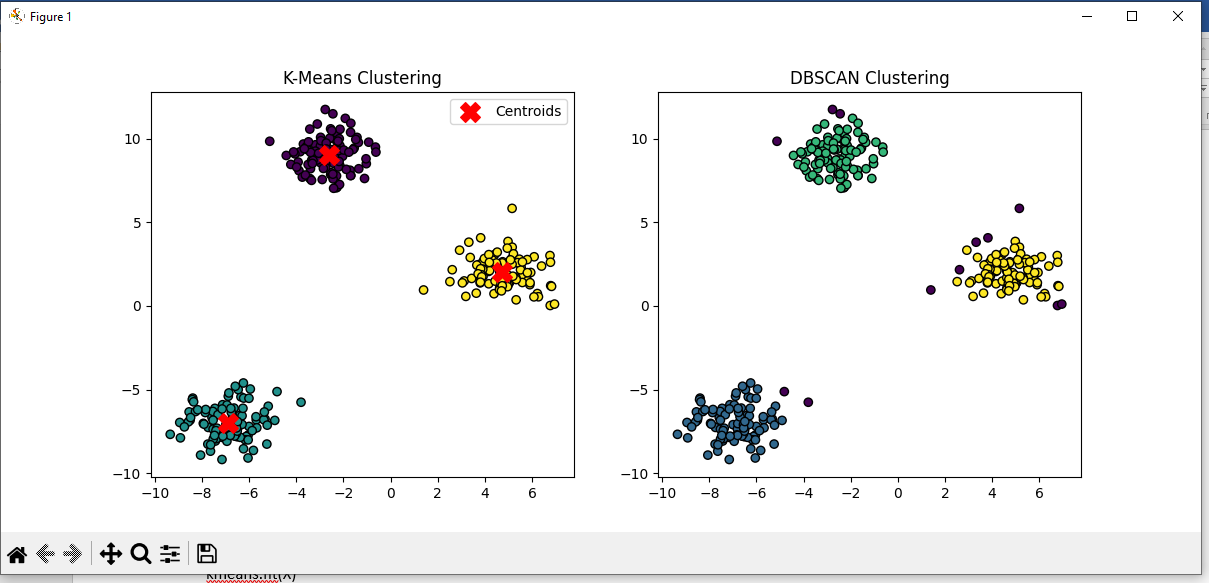 Figure 1
K-Means Clustering
Centroids
10
5
0
−5
−10
−10 −8 −6 −4 −2 0 2 4 6
DBSCAN Clustering
10
5
0
−5
−10
−10 −8 −6 −4 −2 0 2 4 6
kmeans.fit(X)